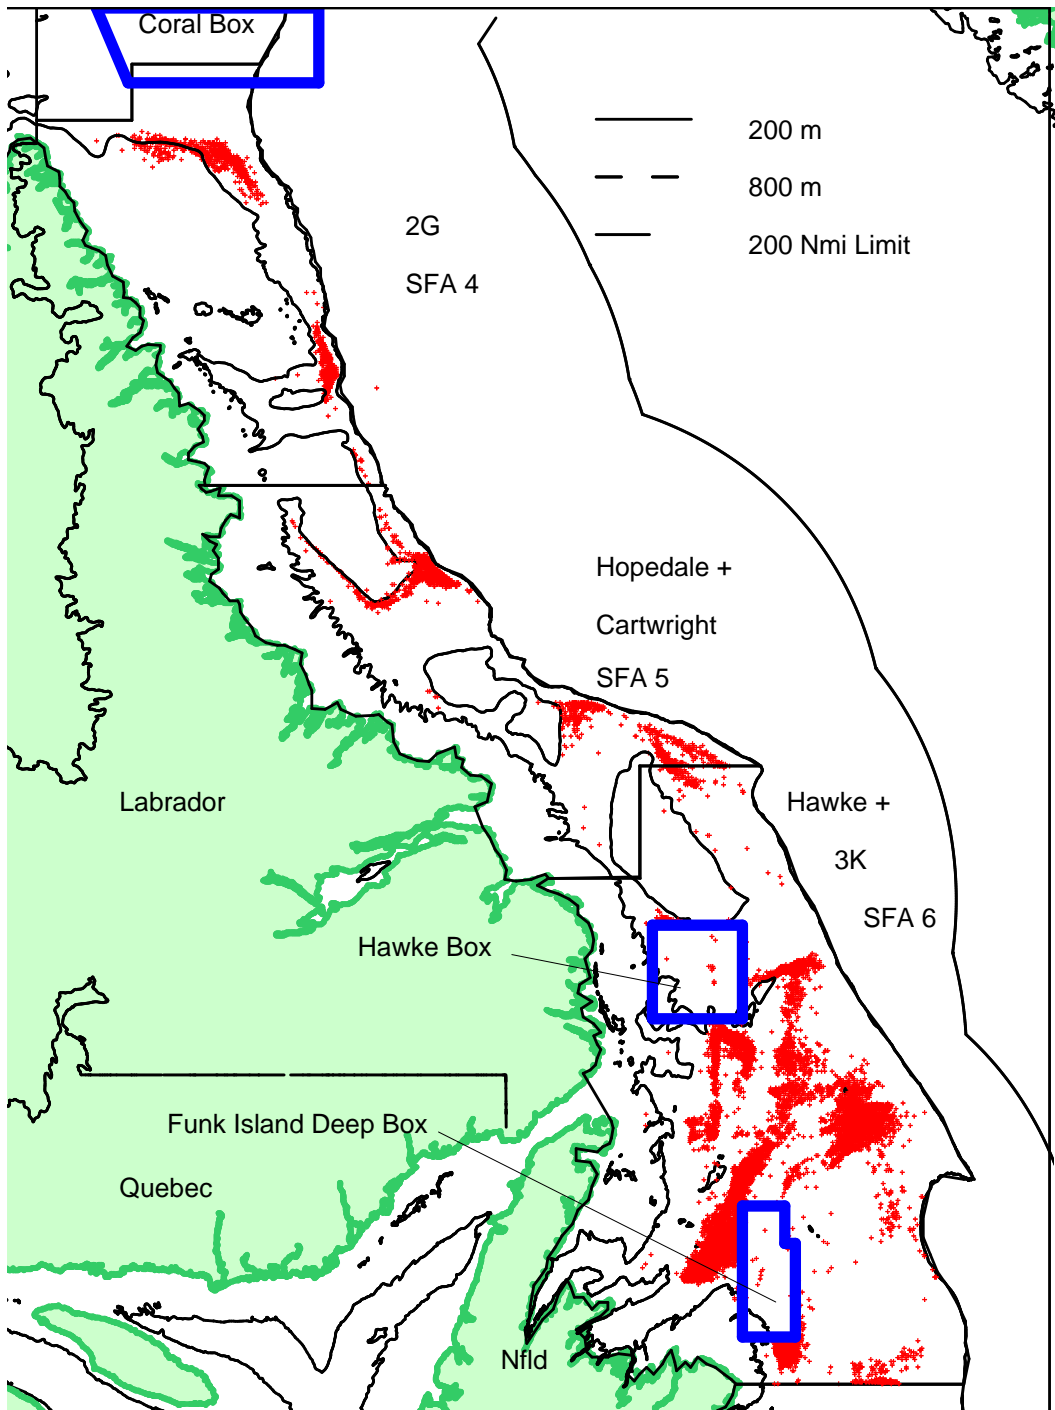 Coral Box
200 m
800 m
200 Nmi Limit
2G
SFA 4
Hopedale +
Cartwright
SFA 5
Labrador
Hawke +
3K
SFA 6
Hawke Box
Funk Island Deep Box
Quebec
Nfld